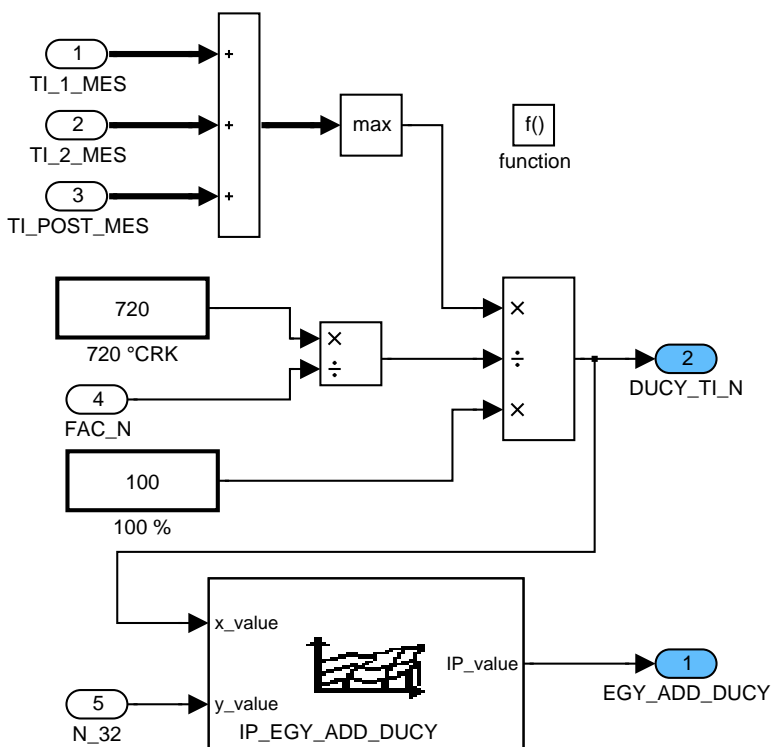 1
TI_1_MES
+
2
TI_2_MES
+
3
TI_POST_MES
+
max
f()
function
720
720 °CRK
×
÷
4
FAC_N
×
÷
×
2
DUCY_TI_N
100
100 %
x_value
IP_value
1
EGY_ADD_DUCY
5
N_32
y_value
IP_EGY_ADD_DUCY